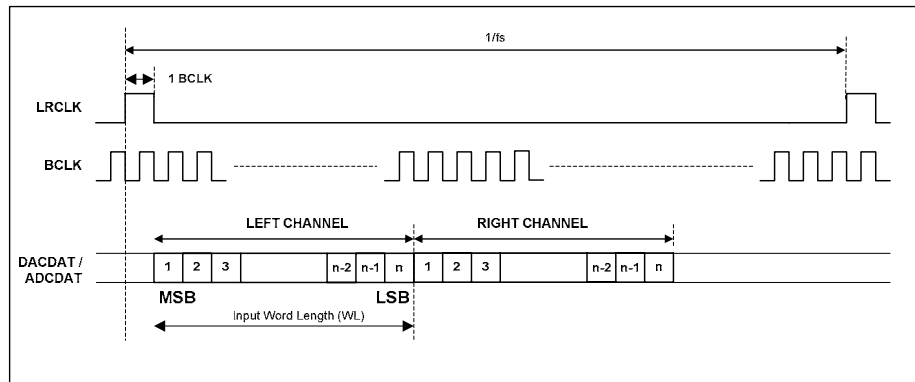 1/fs
1 BCLK
LRCLK
BCLK
LEFT CHANNEL RIGHT CHANNEL
DACDAT /
ADCDAT
1 2 3 n-2 n-1 n 1 2 3 n-2 n-1 n
MSB LSB
Input Word Length (WL)